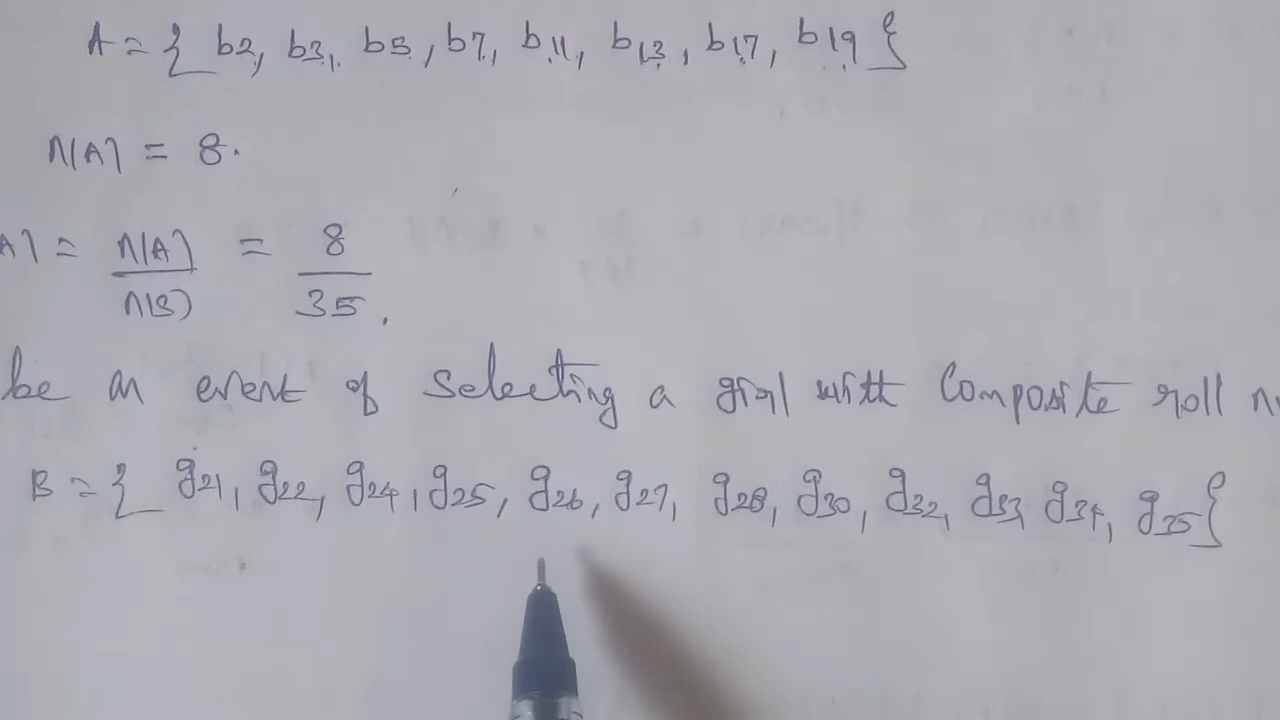 A = { b2, b3, b5, b7, b11, b13, b17, b19 }
n(A) = 8.
A) = n(A) / n(S) = 8 / 35.
be an event of selecting a girl with Composite roll n
B = { g21, g22, g24, g25, g26, g27, g28, g30, g32, g33, g34, g35 }